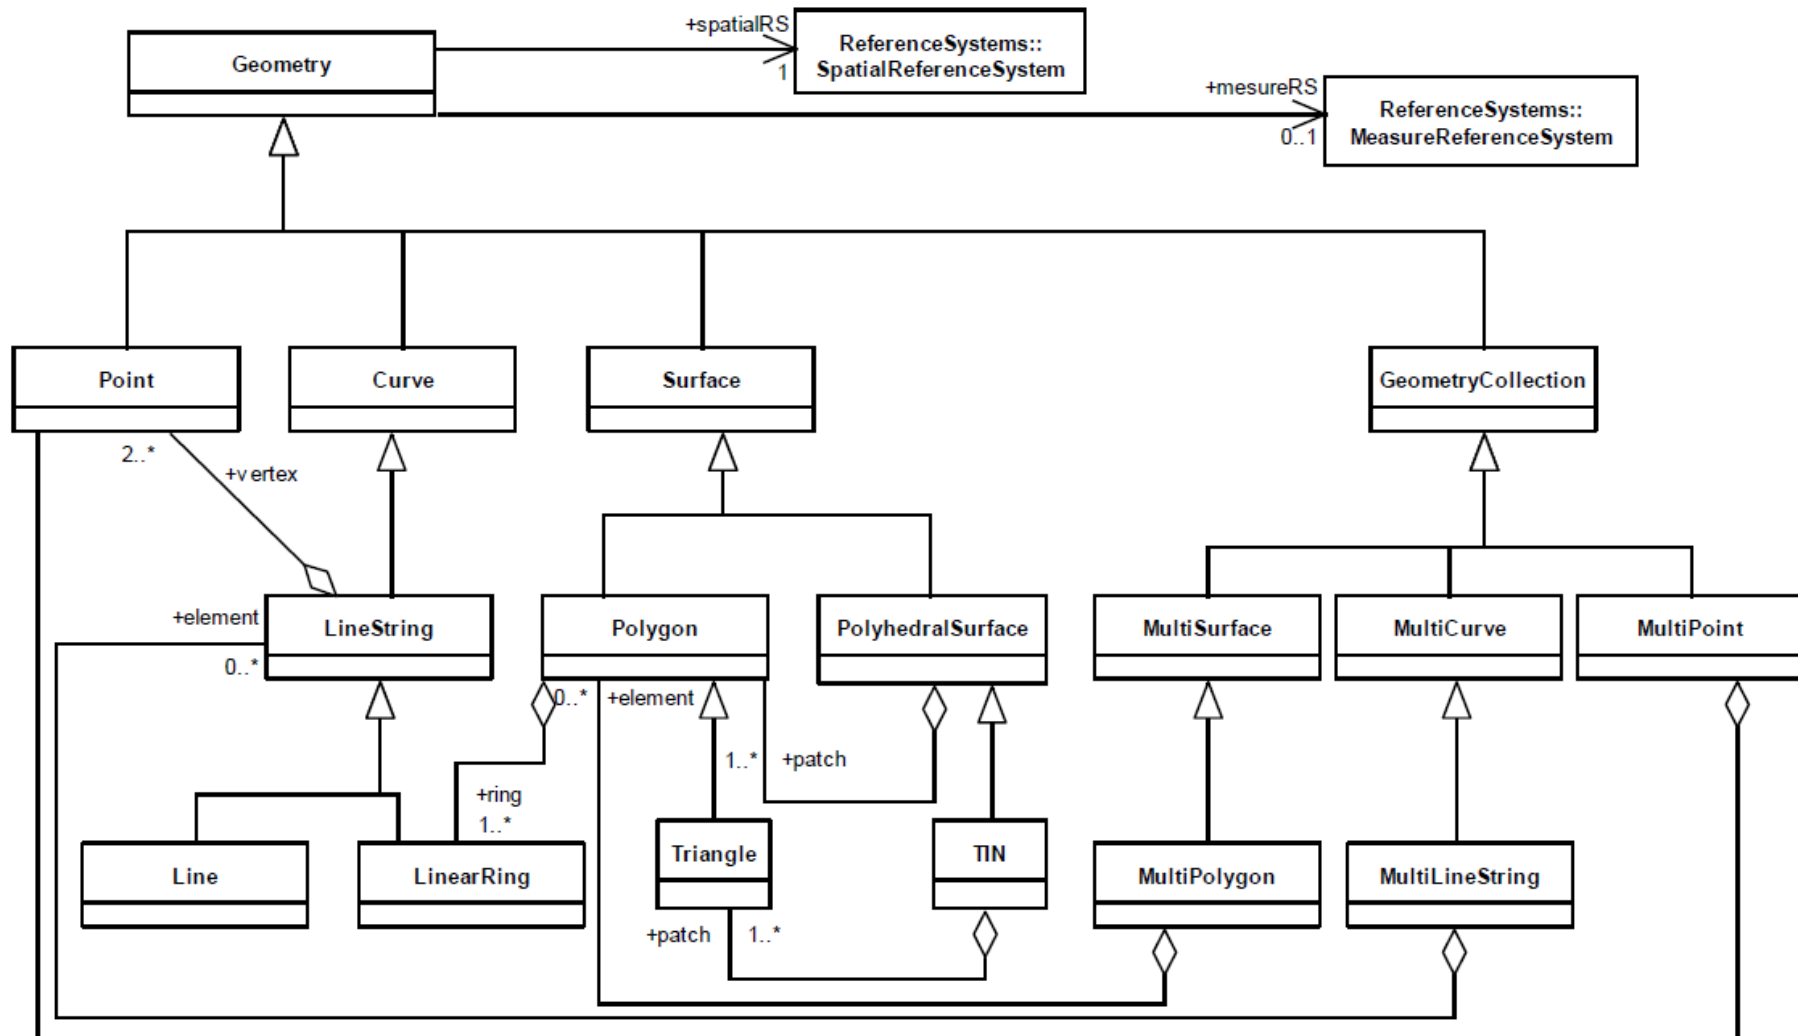 +spatialRS
1
ReferenceSystems::
SpatialReferenceSystem
Geometry
+mesureRS
0..1
ReferenceSystems::
MeasureReferenceSystem
Point
Curve
Surface
GeometryCollection
2..*
+vertex
+element
0..*
LineString
Polygon
PolyhedralSurface
MultiSurface
MultiCurve
MultiPoint
0..*
+element
1..*
+patch
+ring
1..*
Line
LinearRing
Triangle
TIN
MultiPolygon
MultiLineString
+patch
1..*